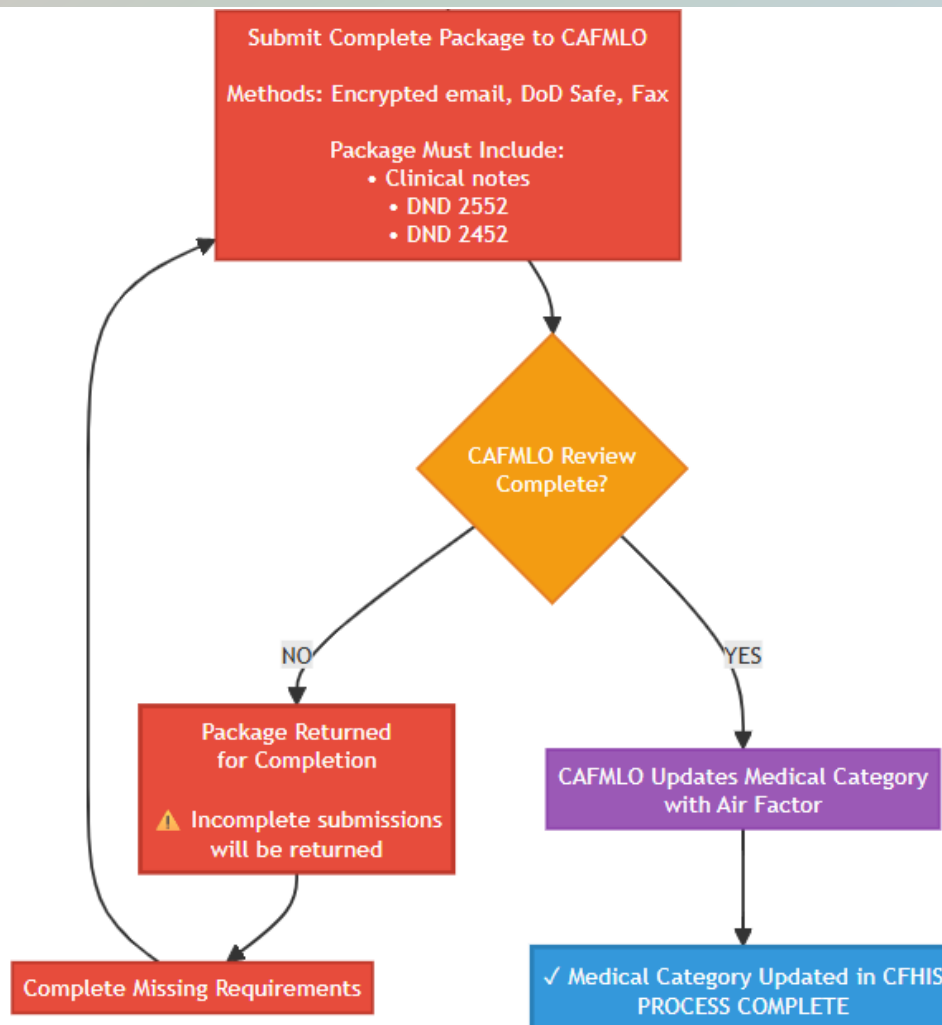 Submit Complete Package to CAFMLO
Methods: Encrypted email, DoD Safe, Fax
Package Must Include:
• Clinical notes
• DND 2552
• DND 2452
CAFMLO Review
Complete?
NO
YES
Package Returned
for Completion
⚠ Incomplete submissions
will be returned
CAFMLO Updates Medical Category
with Air Factor
Complete Missing Requirements
✓ Medical Category Updated in CFHIS
PROCESS COMPLETE